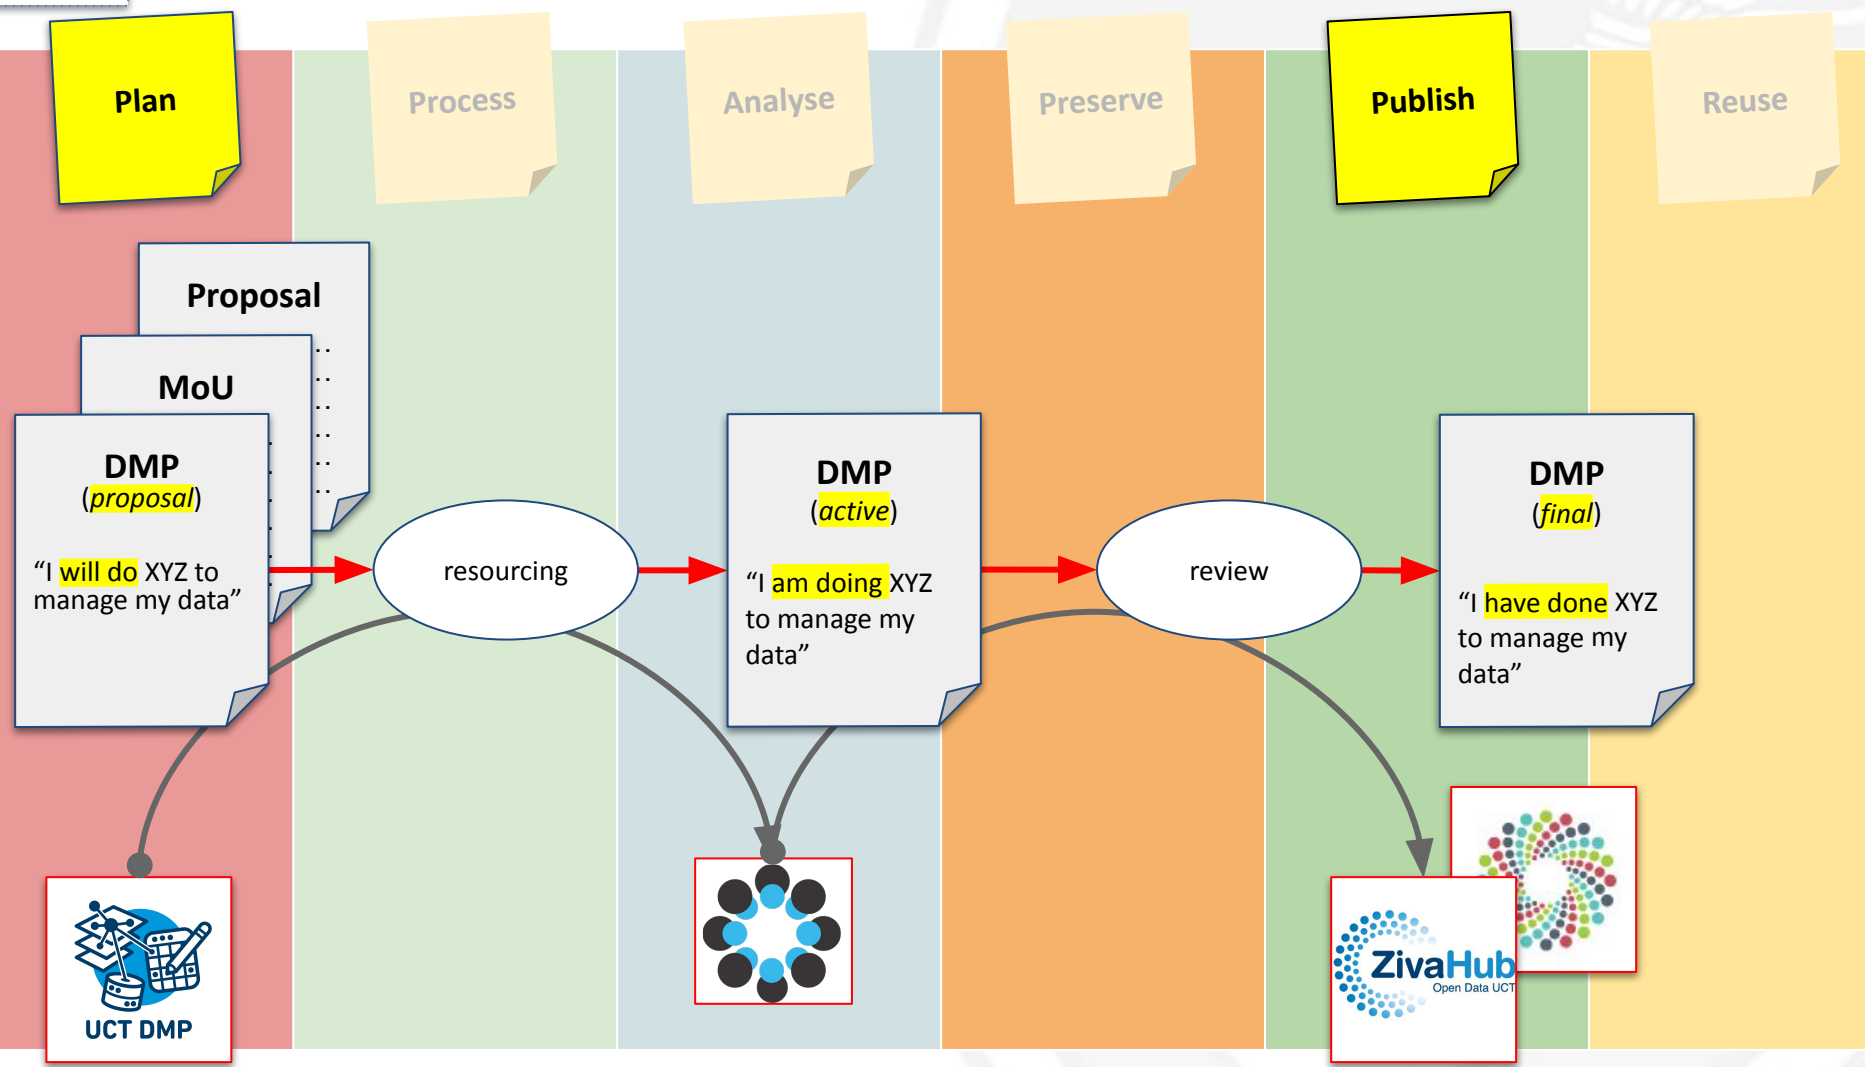 Plan
Process
Analyse
Preserve
Publish
Reuse
Proposal
MoU
DMP
(proposal)
“I will do XYZ to
manage my data”
resourcing
DMP
(active)
“I am doing XYZ
to manage my
data”
review
DMP
(final)
“I have done XYZ
to manage my
data”
UCT DMP
ZivaHub
Open Data UCT